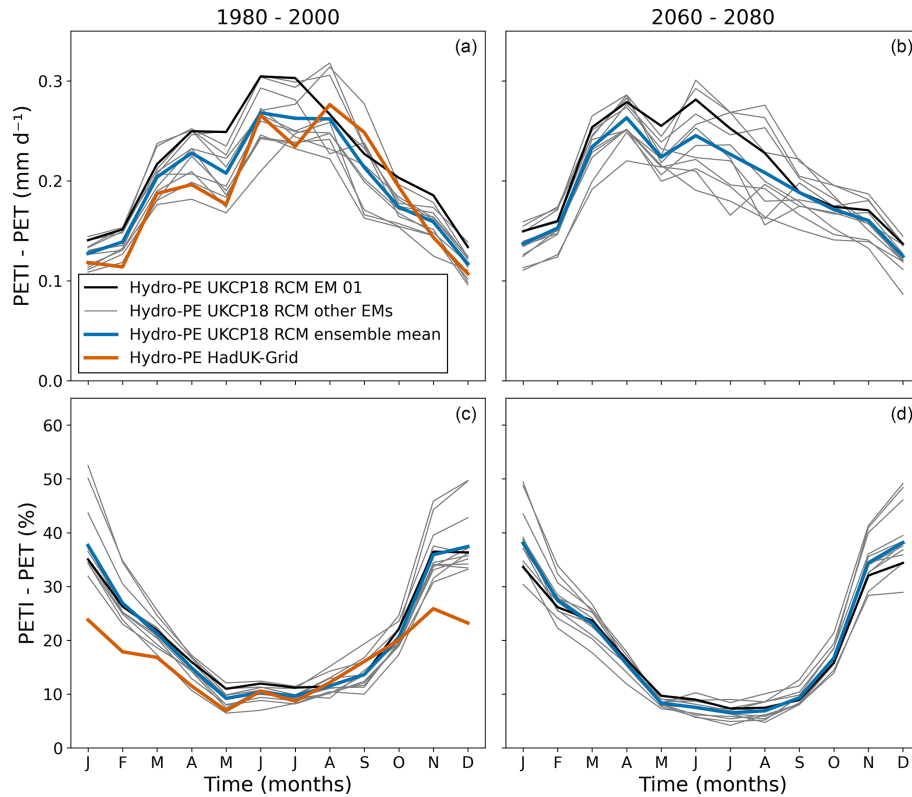 1980 - 2000
2060 - 2080
(a)
(b)
PETI - PET (mm d⁻¹)
0.3
0.2
0.1
0.0
Hydro-PE UKCP18 RCM EM 01
Hydro-PE UKCP18 RCM other EMs
Hydro-PE UKCP18 RCM ensemble mean
Hydro-PE HadUK-Grid
(c)
(d)
PETI - PET (%)
60
50
40
30
20
10
0
J F M A M J J A S O N D
J F M A M J J A S O N D
Time (months)
Time (months)